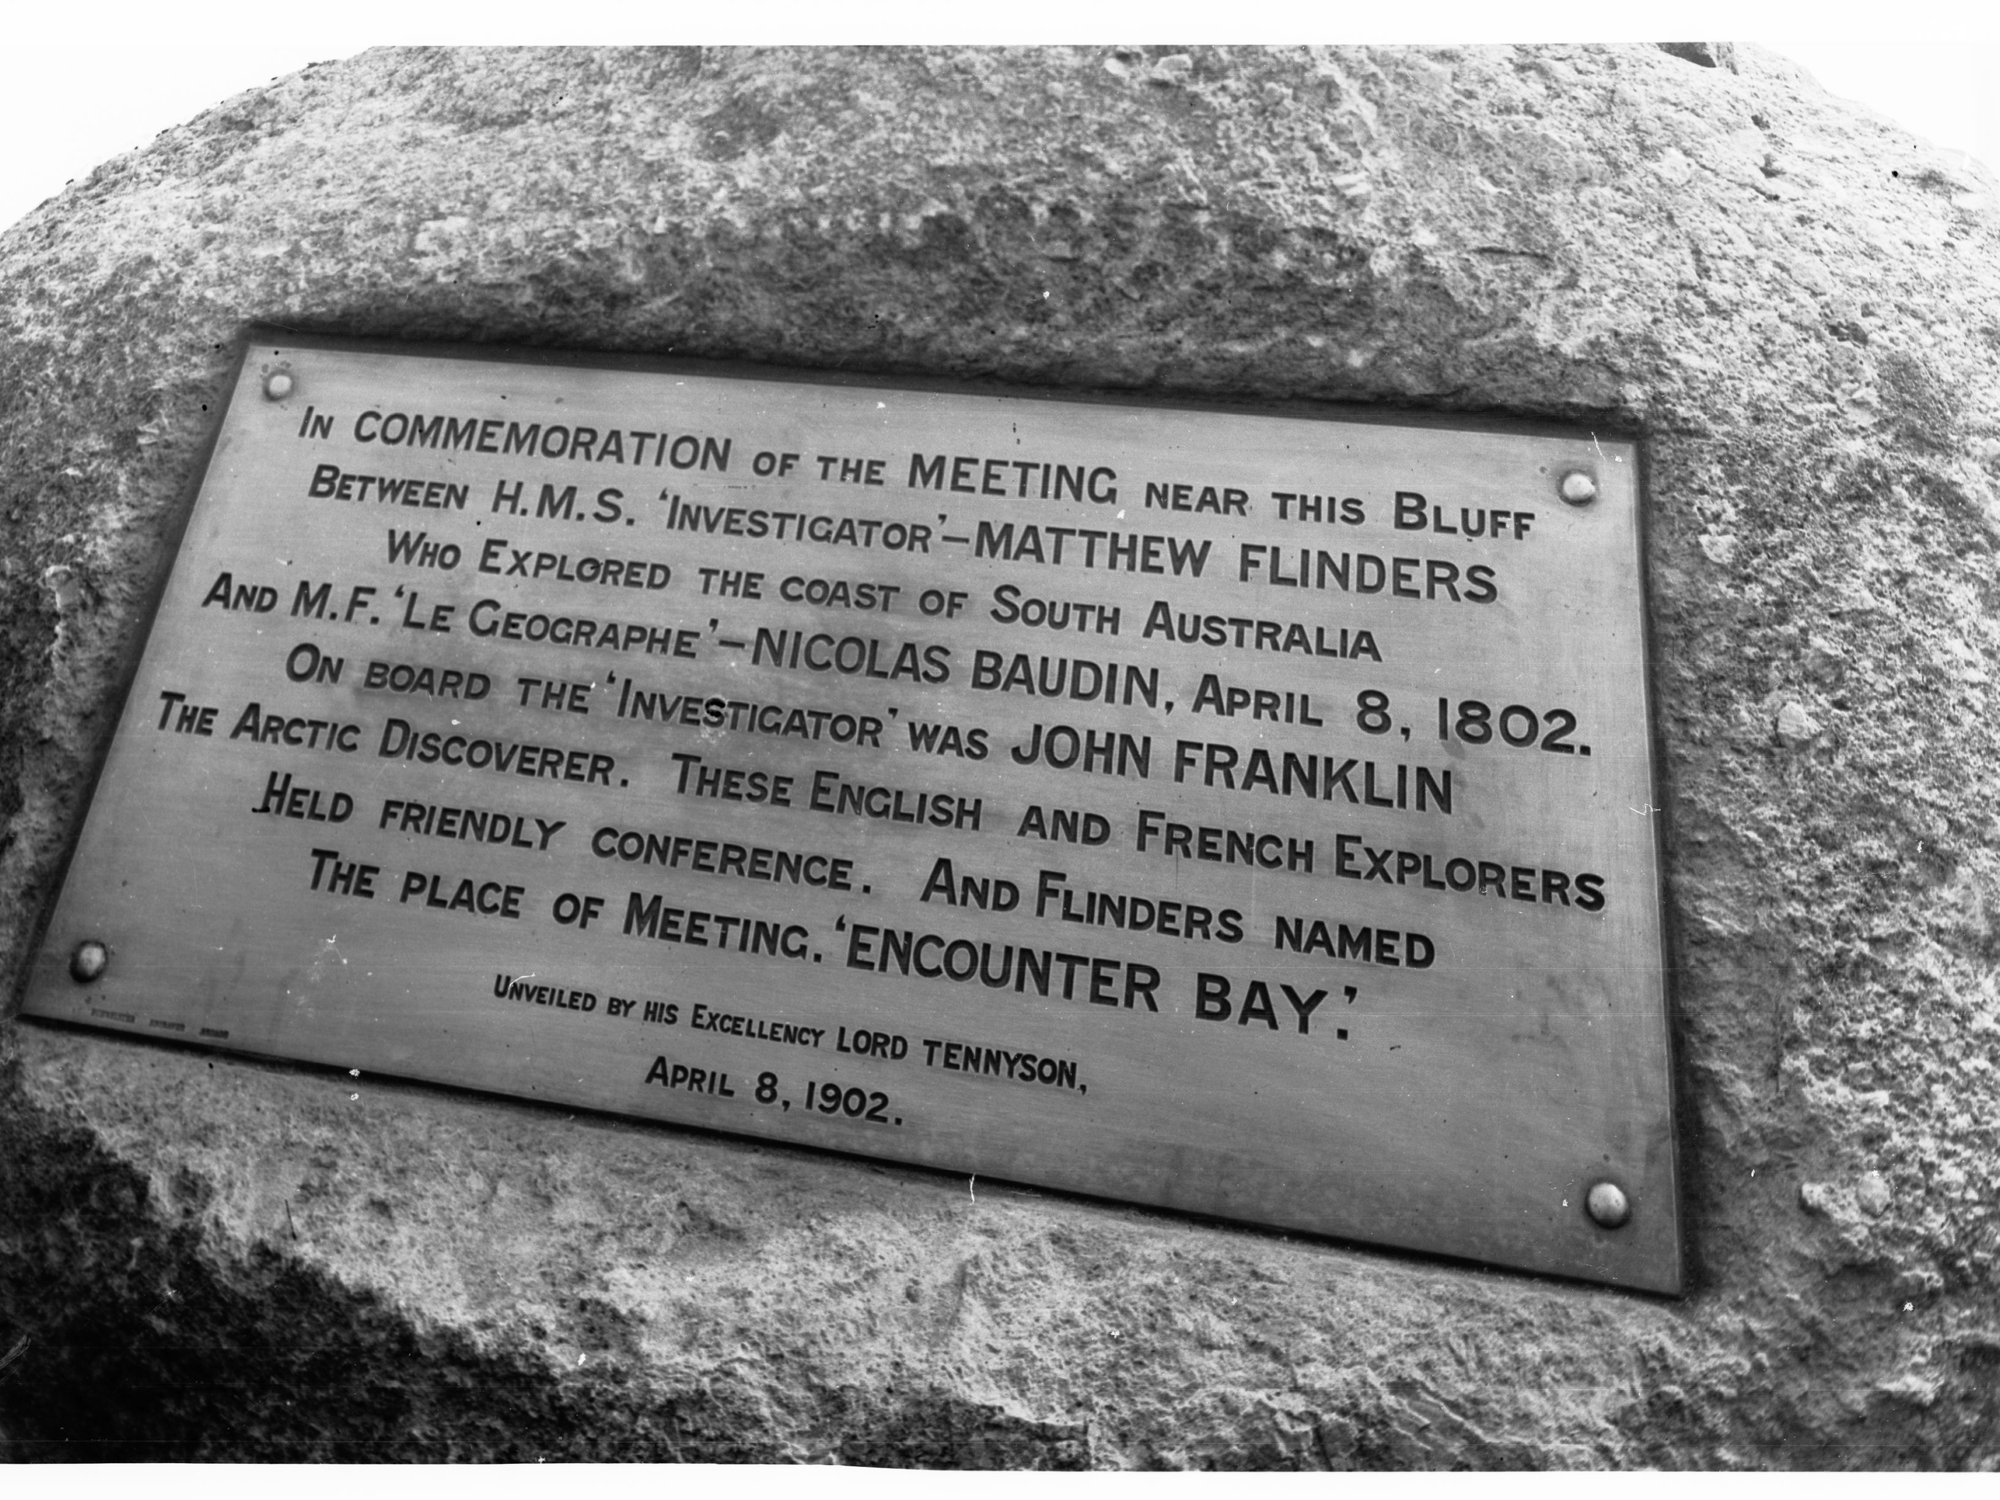 In COMMEMORATION OF THE MEETING NEAR THIS BLUFF
BETWEEN H.M.S. 'INVESTIGATOR'–MATTHEW FLINDERS
WHO EXPLORED THE COAST OF SOUTH AUSTRALIA
AND M.F. 'LE GEOGRAPHE'–NICOLAS BAUDIN, APRIL 8, 1802.
ON BOARD THE 'INVESTIGATOR' WAS JOHN FRANKLIN
THE ARCTIC DISCOVERER. THESE ENGLISH AND FRENCH EXPLORERS
HELD FRIENDLY CONFERENCE. AND FLINDERS NAMED
THE PLACE OF MEETING. 'ENCOUNTER BAY'.
UNVEILED BY HIS EXCELLENCY LORD TENNYSON,
APRIL 8, 1902.